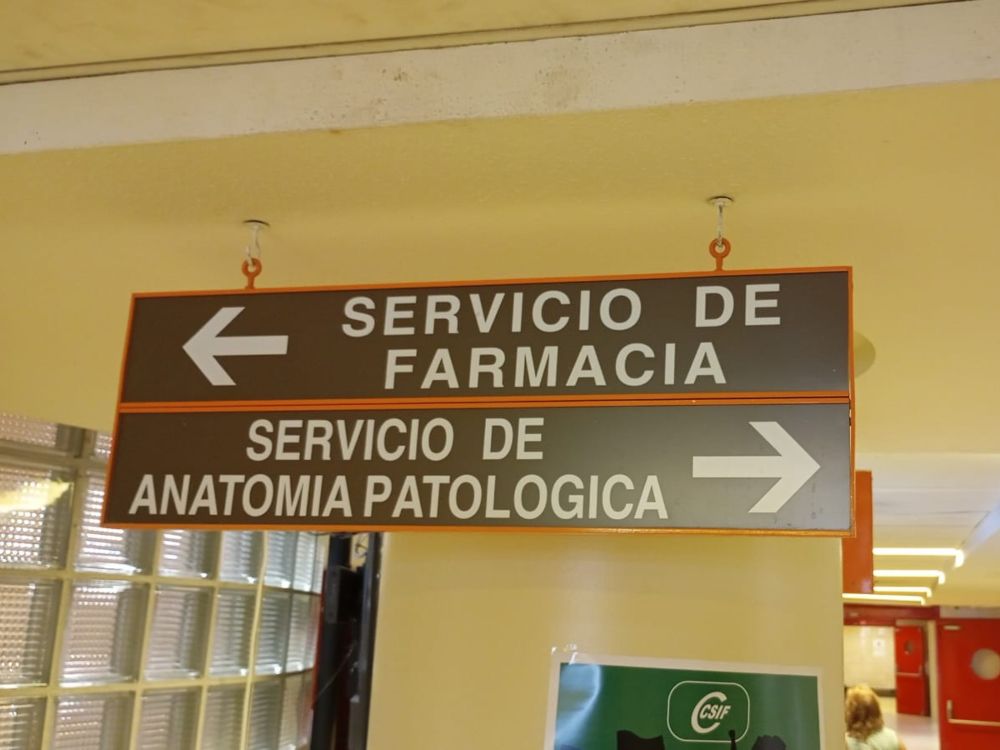 SERVICIO DE
FARMACIA
SERVICIO DE
ANATOMIA PATOLOGICA
CSIF